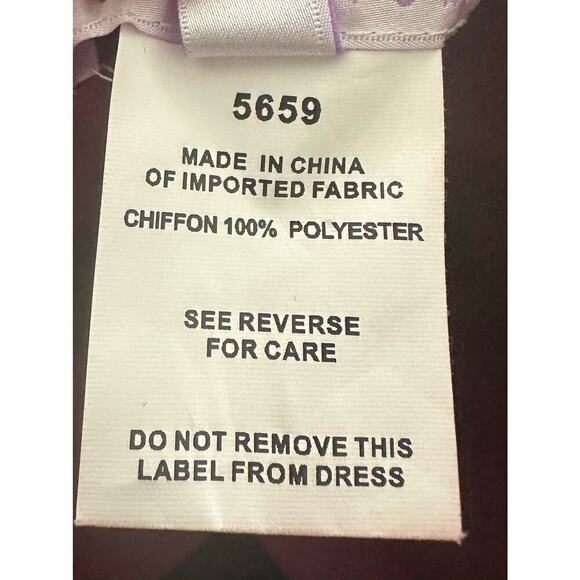 5659
MADE IN CHINA
OF IMPORTED FABRIC
CHIFFON 100% POLYESTER
SEE REVERSE
FOR CARE
DO NOT REMOVE THIS
LABEL FROM DRESS